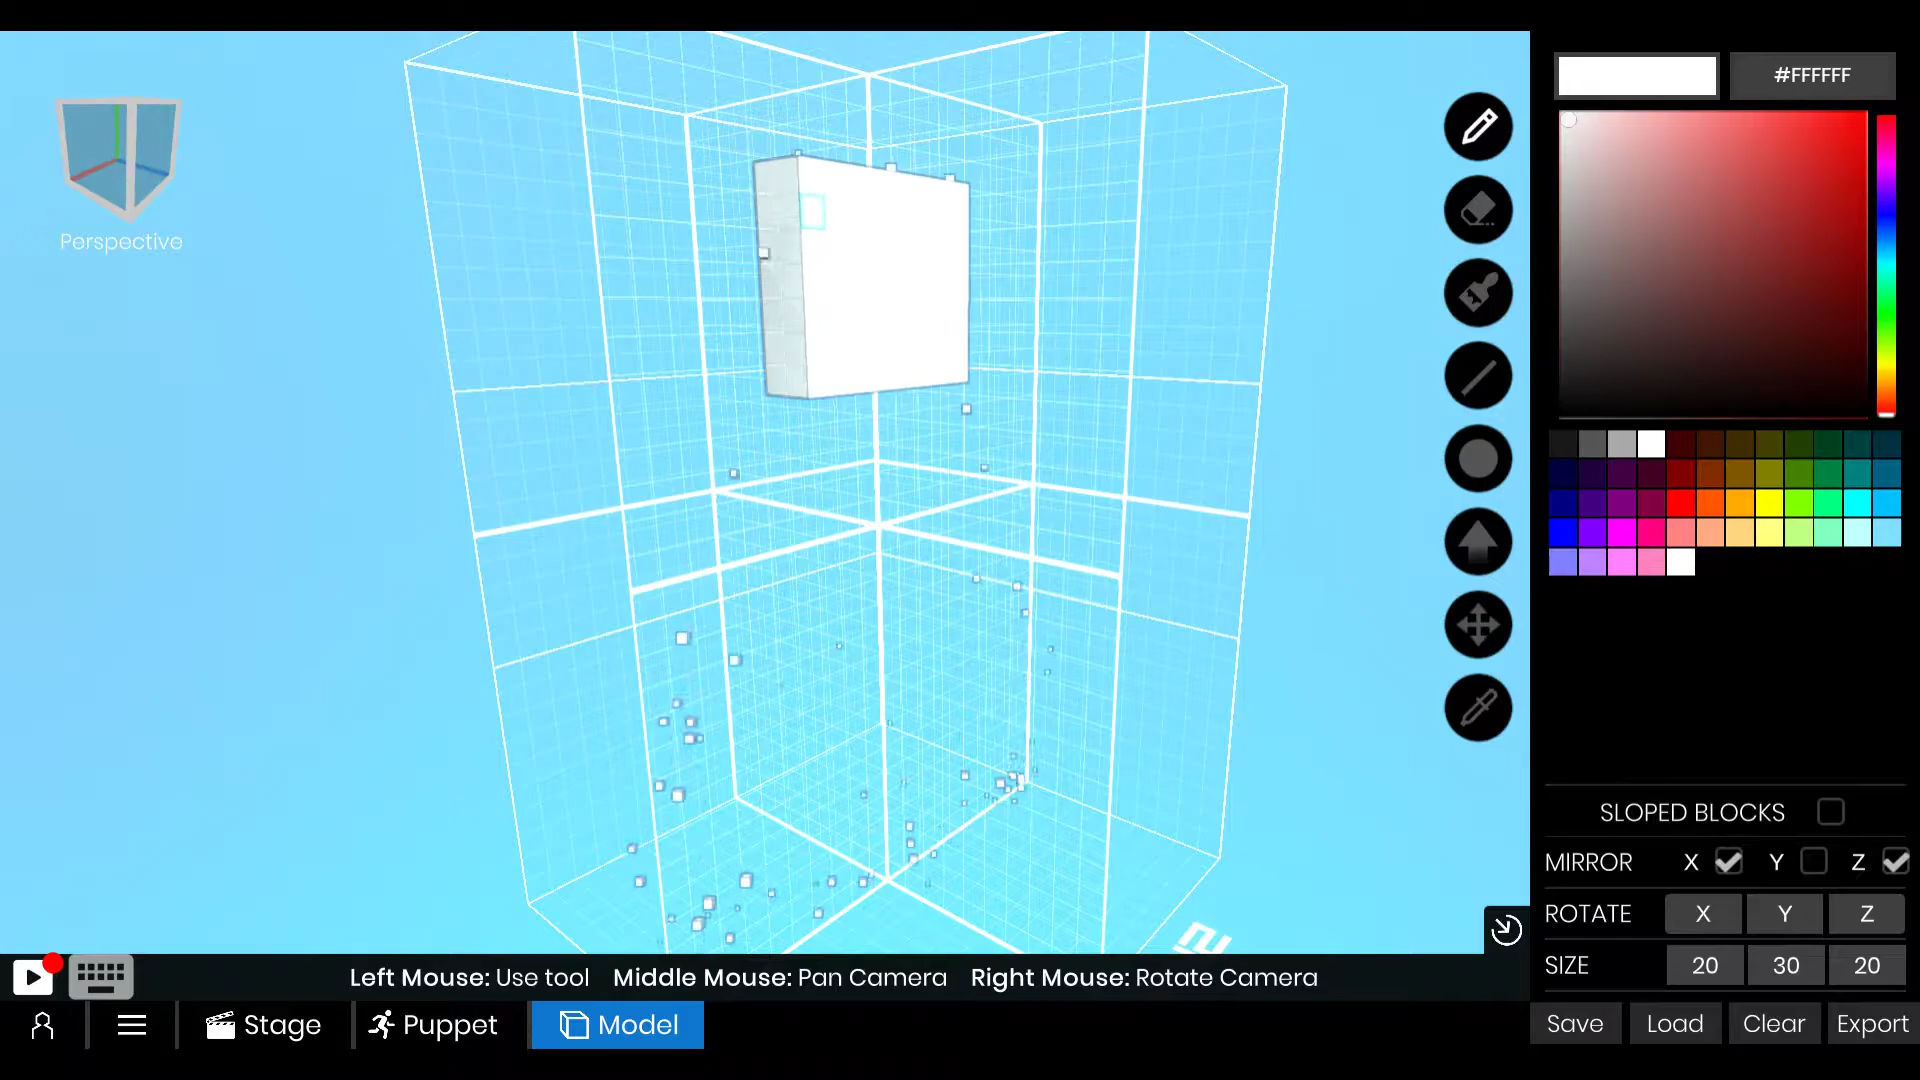 #FFFFFF
Perspective
SLOPED BLOCKS
MIRROR X Y Z
ROTATE X Y Z
SIZE 20 30 20
Left Mouse: Use tool Middle Mouse: Pan Camera Right Mouse: Rotate Camera
Stage Puppet Model
Save Load Clear Export